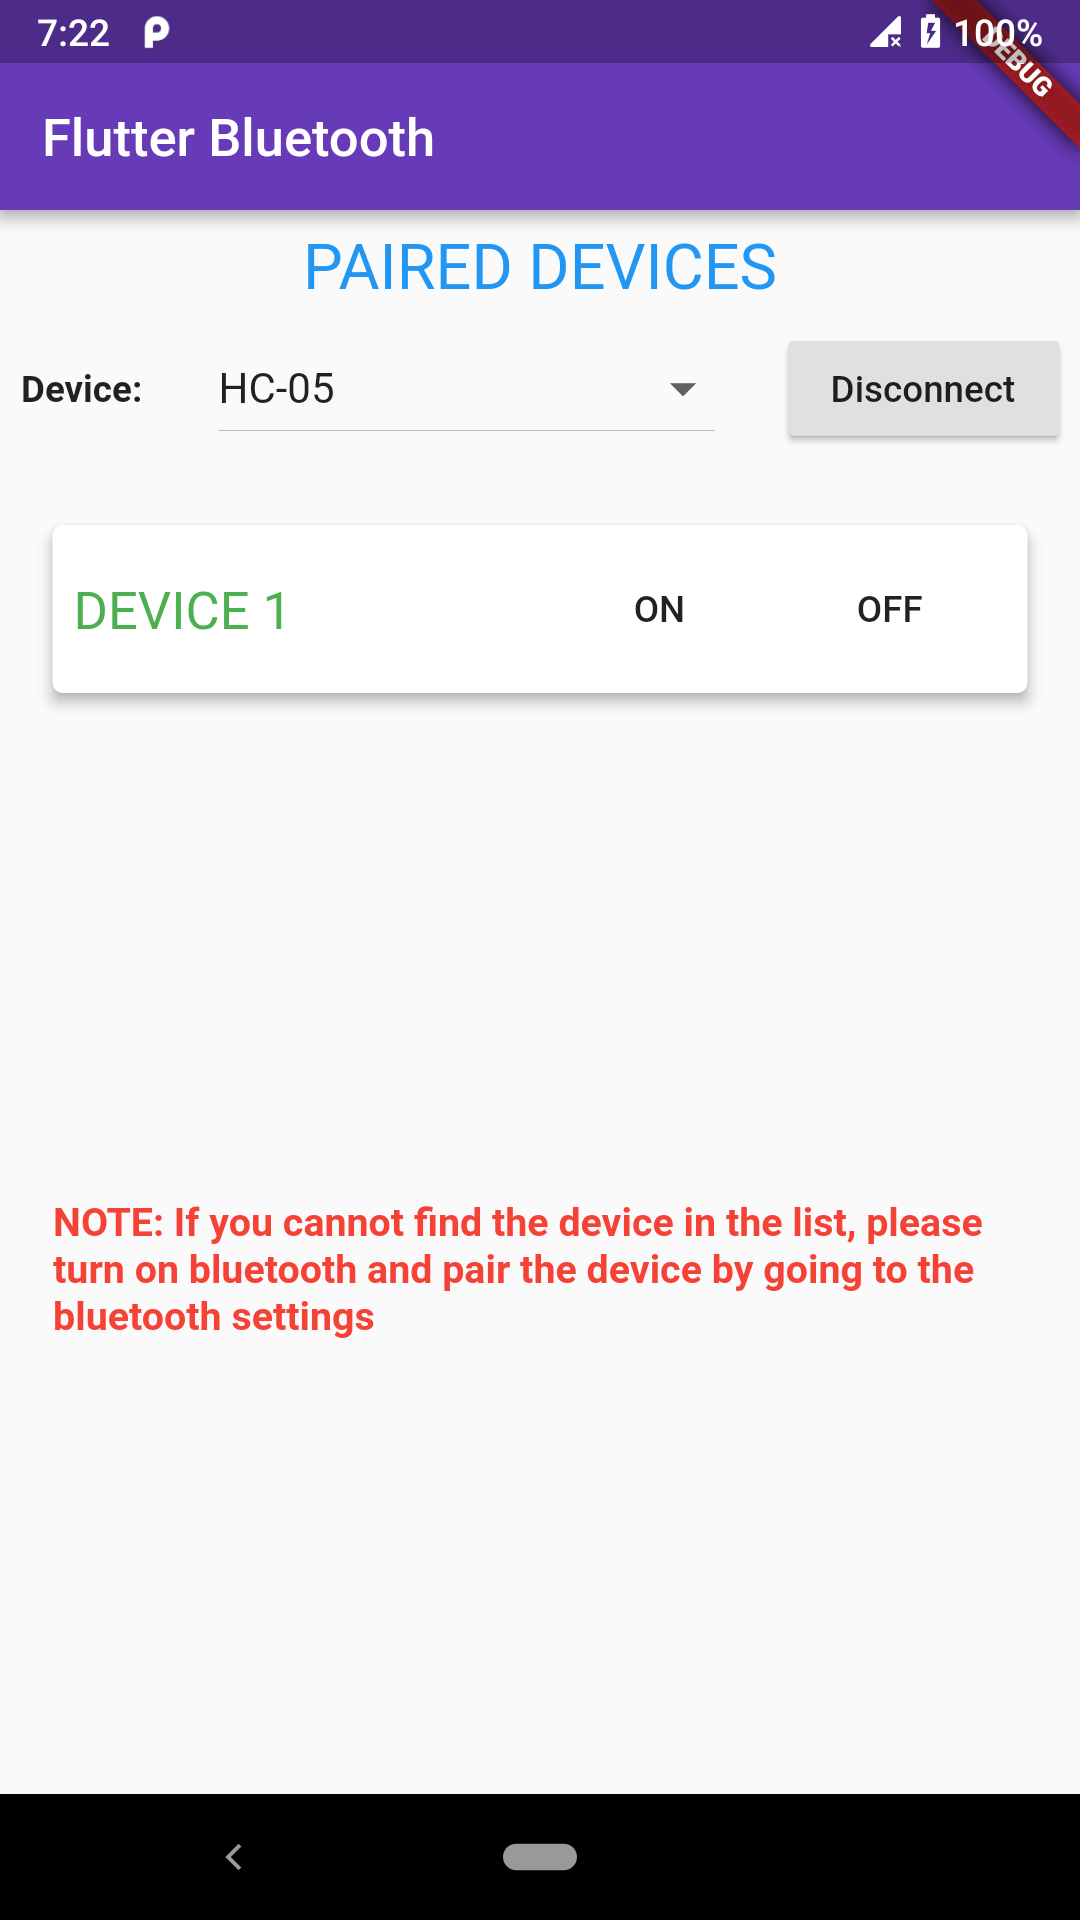 7:22
100%
DEBUG
Flutter Bluetooth
PAIRED DEVICES
Device: HC-05 Disconnect
DEVICE 1 ON OFF
NOTE: If you cannot find the device in the list, please
turn on bluetooth and pair the device by going to the
bluetooth settings